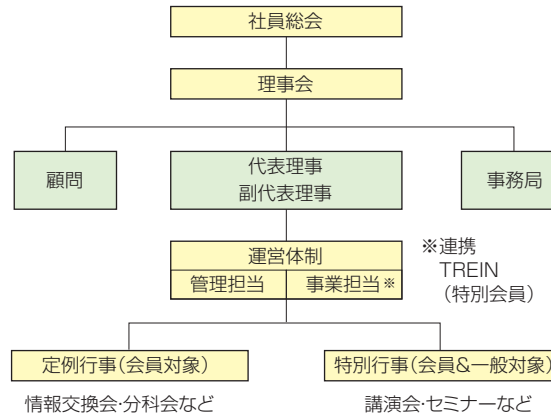 社員総会
理事会
顧問
代表理事
副代表理事
事務局
運営体制
管理担当
事業担当※
※連携
TREIN
（特別会員）
定例行事（会員対象）
特別行事（会員&一般対象）
情報交換会・分科会など
講演会・セミナーなど